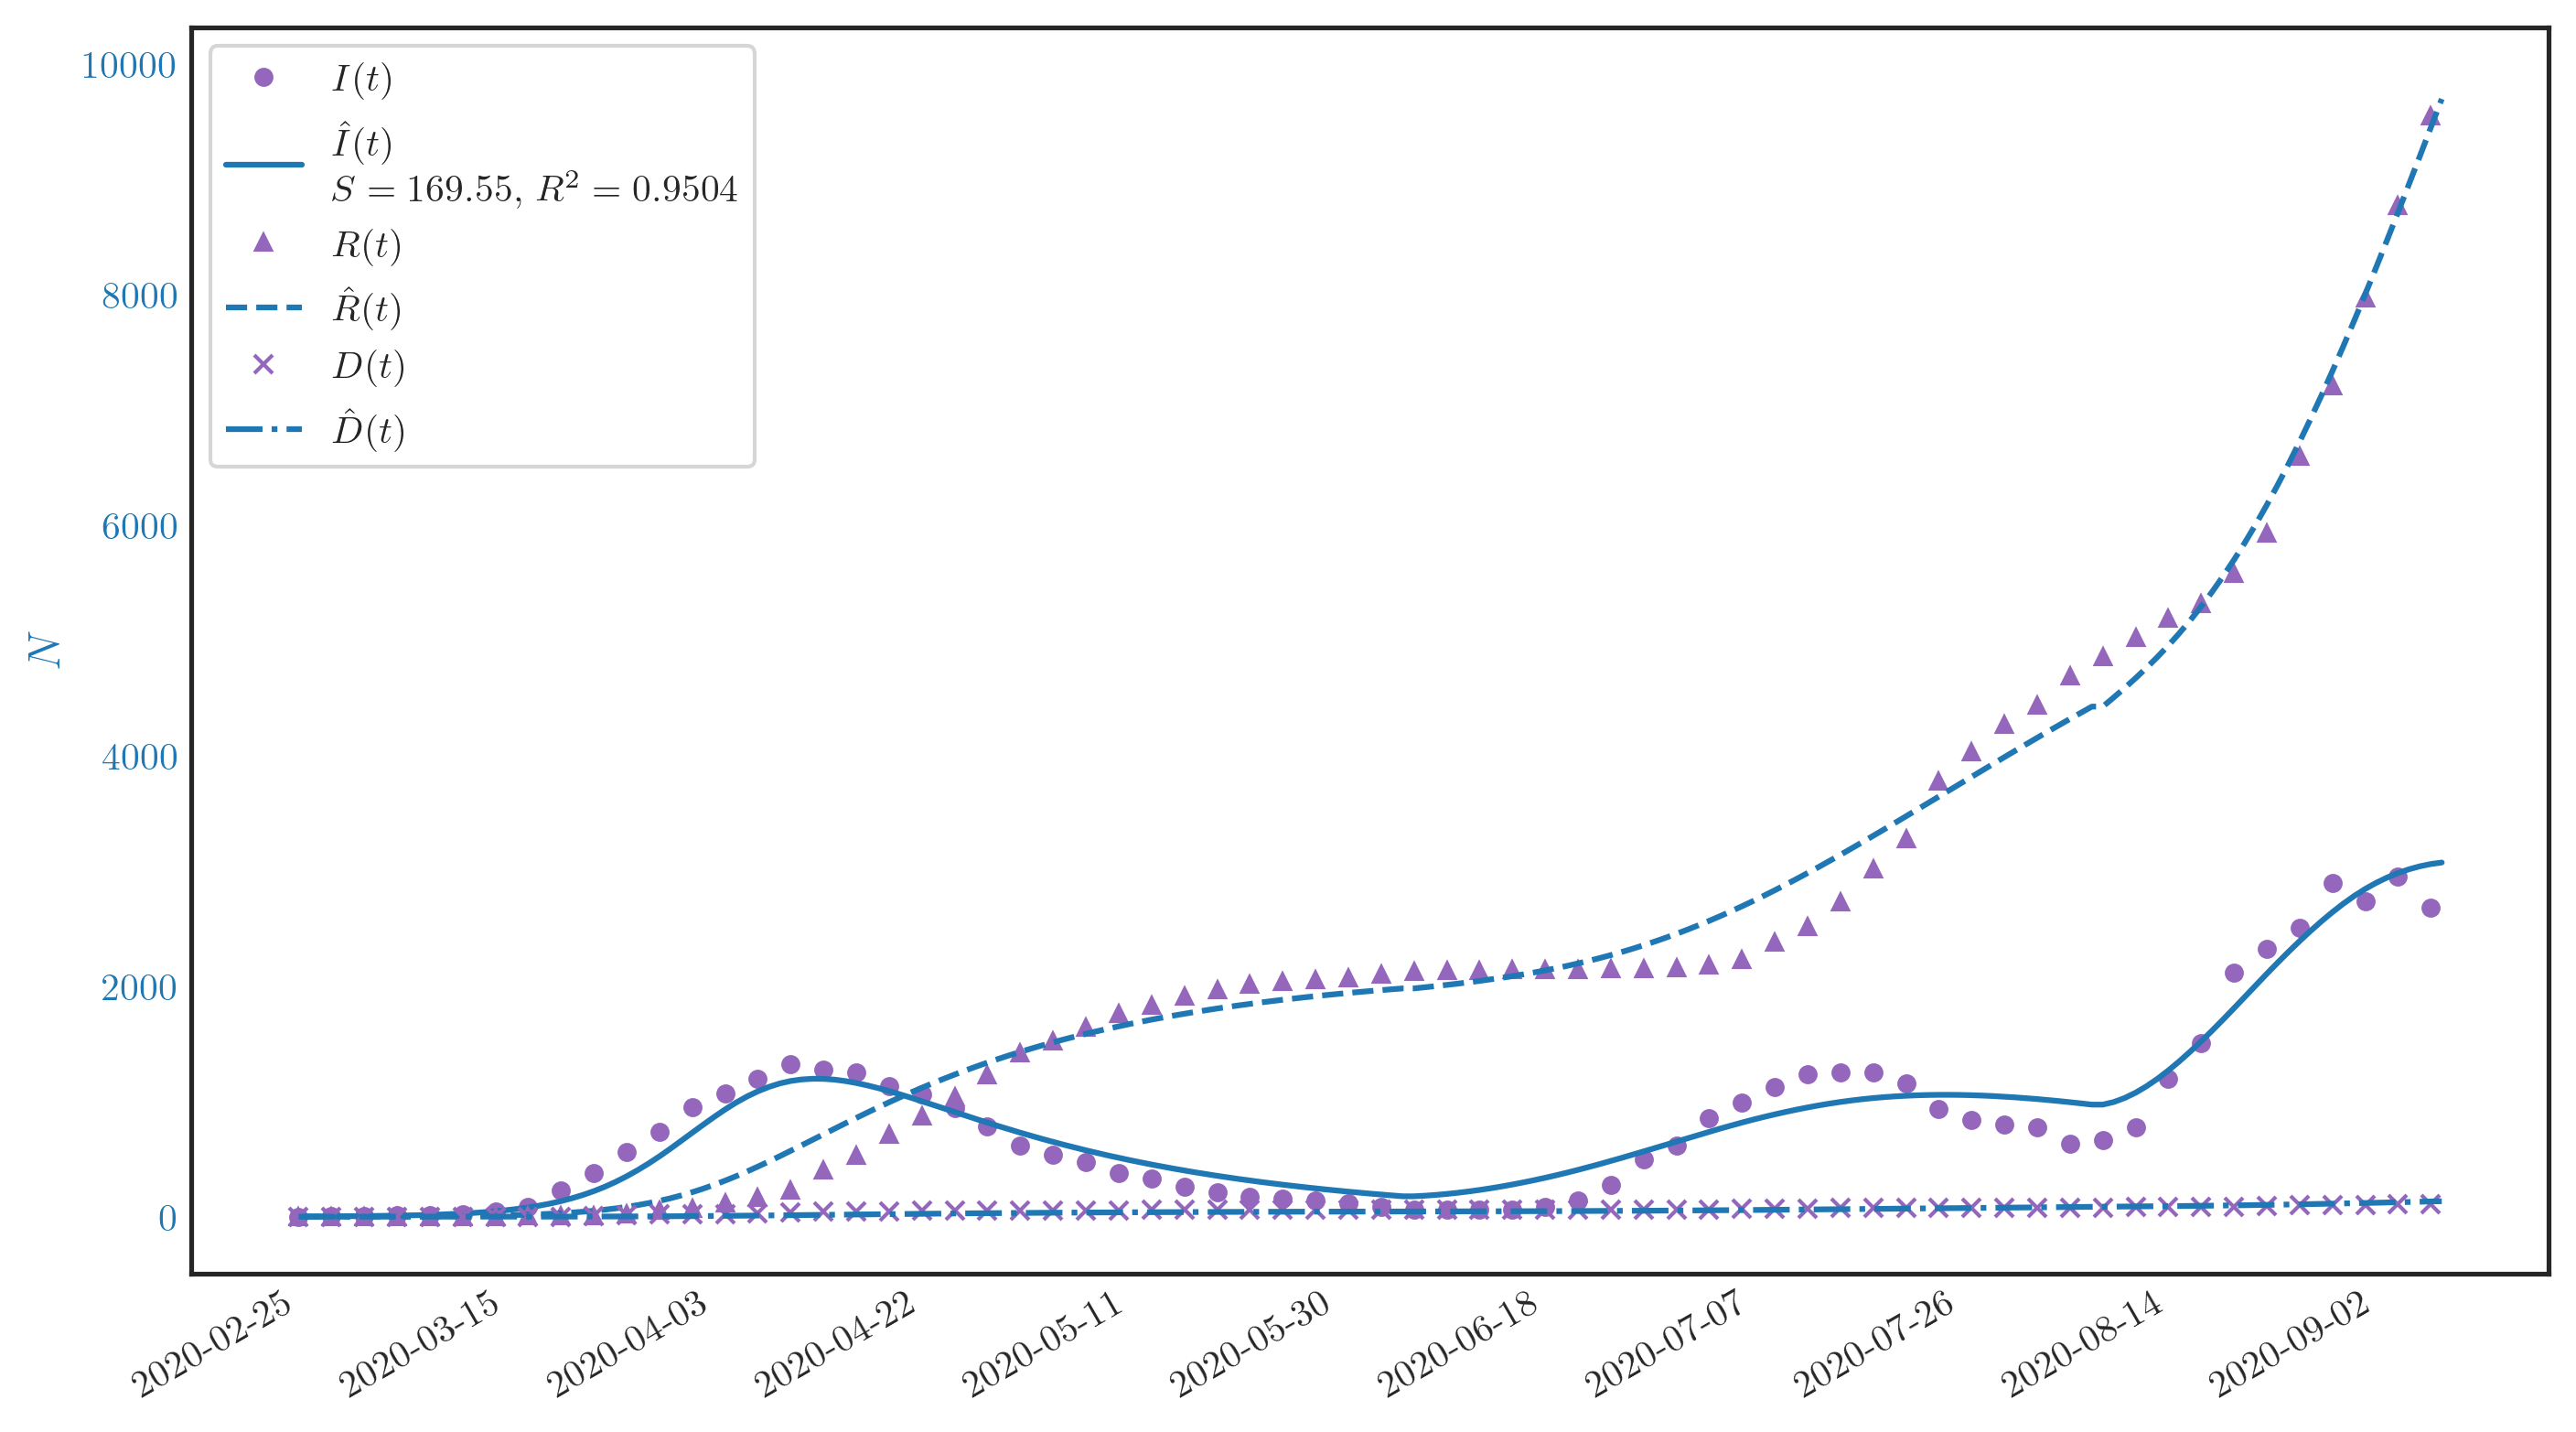 10000
8000
6000
4000
2000
0
N
I(t)
Î(t)
S = 169.55, R² = 0.9504
R(t)
R̂(t)
D(t)
D̂(t)
2020-02-25
2020-03-15
2020-04-03
2020-04-22
2020-05-11
2020-05-30
2020-06-18
2020-07-07
2020-07-26
2020-08-14
2020-09-02